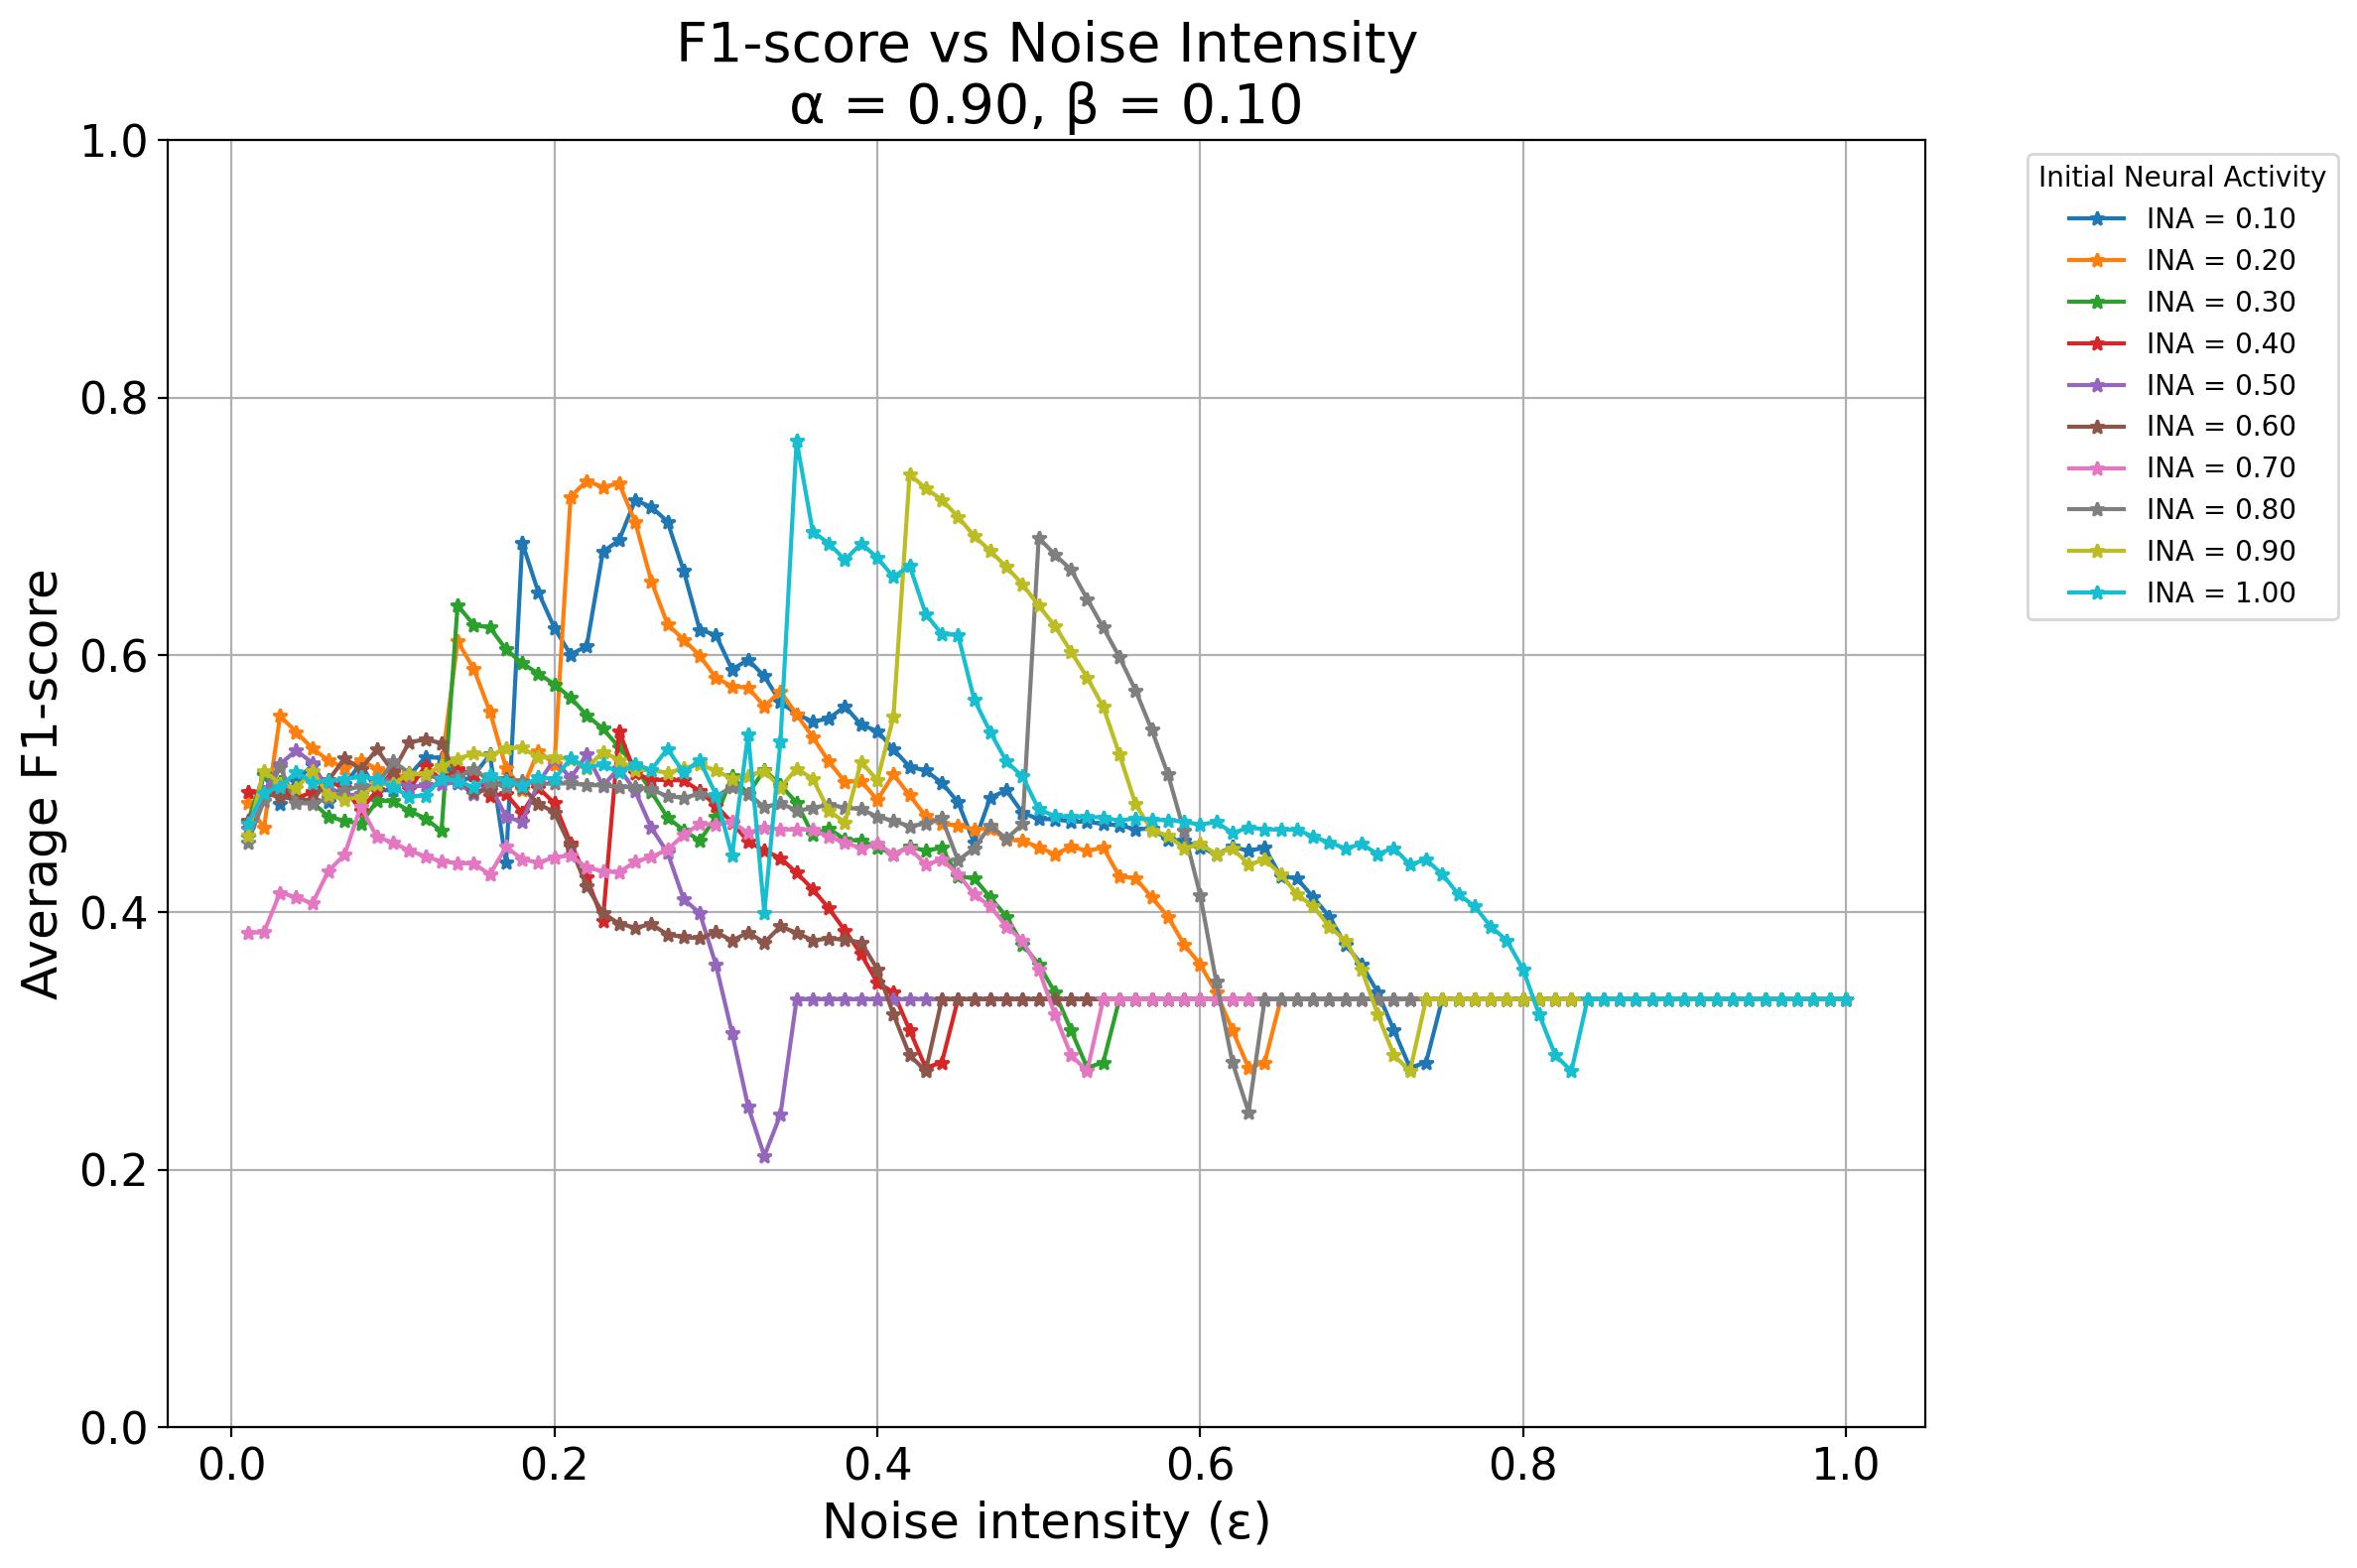 F1-score vs Noise Intensity
α = 0.90, β = 0.10
1.0
0.8
0.6
0.4
0.2
0.0
Average F1-score
0.0 0.2 0.4 0.6 0.8 1.0
Noise intensity (ε)
Initial Neural Activity
INA = 0.10
INA = 0.20
INA = 0.30
INA = 0.40
INA = 0.50
INA = 0.60
INA = 0.70
INA = 0.80
INA = 0.90
INA = 1.00